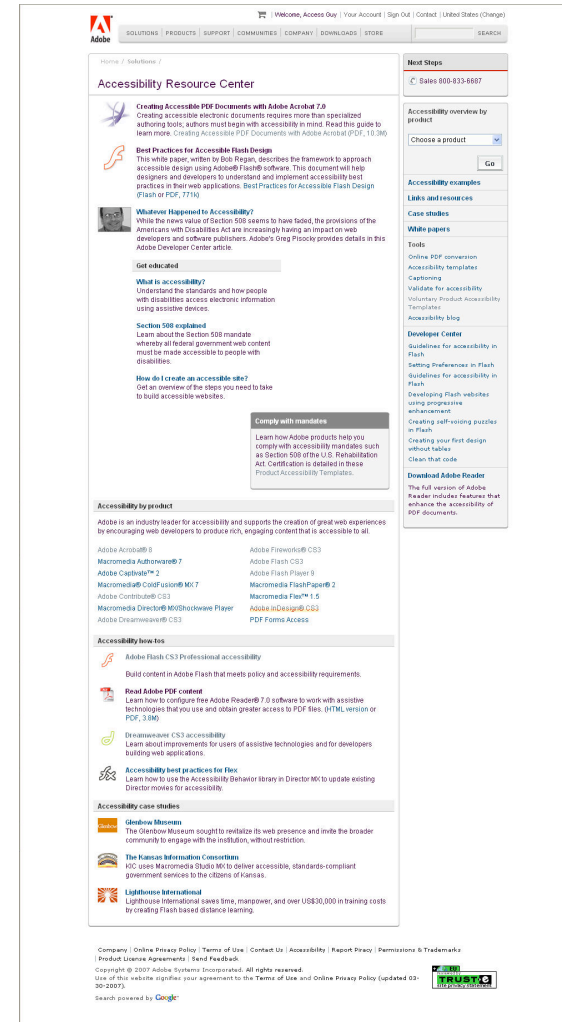 Adobe
Welcome, Access Guy | Your Account | Sign Out | Contact | United States (Change)
SOLUTIONS | PRODUCTS | SUPPORT | COMMUNITIES | COMPANY | DOWNLOADS | STORE
SEARCH
Home / Solutions /
Accessibility Resource Center
Creating Accessible PDF Documents with Adobe Acrobat 7.0
Creating accessible electronic documents requires more than specialized
authoring tools; authors must begin with accessibility in mind. Read this guide to
learn more. Creating Accessible PDF Documents with Adobe Acrobat (PDF, 10.3M)
Best Practices for Accessible Flash Design
This white paper, written by Bob Regan, describes the framework to approach
accessible design using Adobe® Flash® software. This document will help
designers and developers to understand and implement accessibility best
practices in their web applications. Best Practices for Accessible Flash Design
(Flash or PDF, 771k)
Whatever Happened to Accessibility?
While the news value of Section 508 seems to have faded, the provisions of the
Americans with Disabilities Act are increasingly having an impact on web
developers and software publishers. Adobe's Greg Pisocky provides details in this
Adobe Developer Center article.
Get educated
What is accessibility?
Understand the standards and how people
with disabilities access electronic information
using assistive devices.
Section 508 explained
Learn about the Section 508 mandate
whereby all federal government web content
must be made accessible to people with
disabilities.
How do I create an accessible site?
Get an overview of the steps you need to take
to build accessible websites.
Comply with mandates
Learn how Adobe products help you
comply with accessibility mandates such
as Section 508 of the U.S. Rehabilitation
Act. Certification is detailed in these
Product Accessibility Templates.
Accessibility by product
Adobe is an industry leader for accessibility and supports the creation of great web experiences
by encouraging web developers to produce rich, engaging content that is accessible to all.
Adobe Acrobat® 8
Macromedia Authorware® 7
Adobe Captivate™ 2
Macromedia® ColdFusion® MX 7
Adobe Contribute® CS3
Macromedia Director® MX/Shockwave Player
Adobe Dreamweaver® CS3
Adobe Fireworks® CS3
Adobe Flash CS3
Adobe Flash Player 9
Macromedia FlashPaper® 2
Macromedia Flex™ 1.5
Adobe InDesign® CS3
PDF Forms Access
Accessibility how-tos
Adobe Flash CS3 Professional accessibility
Build content in Adobe Flash that meets policy and accessibility requirements.
Read Adobe PDF content
Learn how to configure free Adobe Reader® 7.0 software to work with assistive
technologies that you use and obtain greater access to PDF files. (HTML version or
PDF, 3.8M)
Dreamweaver CS3 accessibility
Learn about improvements for users of assistive technologies and for developers
building web applications.
Accessibility best practices for Flex
Learn how to use the Accessibility Behavior library in Director MX to update existing
Director movies for accessibility.
Accessibility case studies
Glenbow
Glenbow Museum
The Glenbow Museum sought to revitalize its web presence and invite the broader
community to engage with the institution, without restriction.
The Kansas Information Consortium
KIC uses Macromedia Studio MX to deliver accessible, standards-compliant
government services to the citizens of Kansas.
Lighthouse International
Lighthouse International saves time, manpower, and over US$30,000 in training costs
by creating Flash based distance learning.
Next Steps
Sales 800-833-6687
Accessibility overview by
product
Choose a product
Go
Accessibility examples
Links and resources
Case studies
White papers
Tools
Online PDF conversion
Accessibility templates
Captioning
Validate for accessibility
Voluntary Product Accessibility
Templates
Accessibility blog
Developer Center
Guidelines for accessibility in
Flash
Setting Preferences in Flash
Guidelines for accessibility in
Flash
Developing Flash websites
using progressive
enhancement
Creating self-voicing puzzles
in Flash
Creating your first design
without tables
Clean that code
Download Adobe Reader
The full version of Adobe
Reader includes features that
enhance the accessibility of
PDF documents.
Company | Online Privacy Policy | Terms of Use | Contact Us | Accessibility | Report Piracy | Permissions & Trademarks
| Product License Agreements | Send Feedback
Copyright © 2007 Adobe Systems Incorporated. All rights reserved.
Use of this website signifies your agreement to the Terms of Use and Online Privacy Policy (updated 03-
30-2007).
Search powered by Google
EU
TRUSTe
site privacy statement